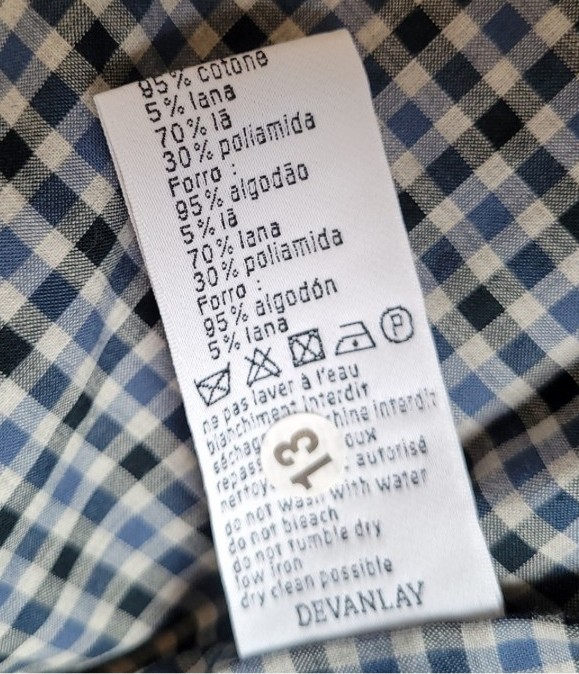 95% cotone
5% lana
70% lã
30% poliamida
Forro :
95% algodão
5% lã
70% lana
30% poliamida
Forro :
95% algodón
5% lana
P
ne pas laver à l'eau
blanchiment interdit
interdit
autorisé
13
do not wash with water
do not bleach
do not tumble dry
low iron
dry clean possible
DEVANLAY